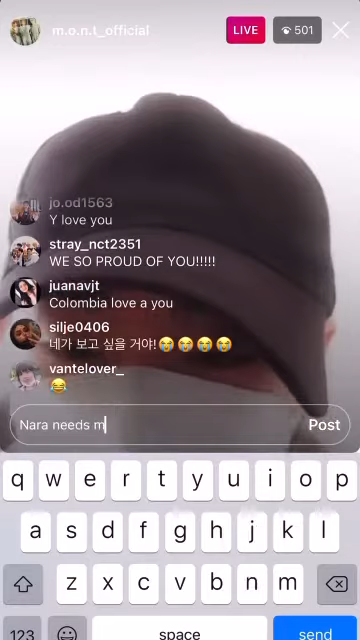 m.o.n.t_official
LIVE
501
jo.od1563
Y love you
stray_nct2351
WE SO PROUD OF YOU!!!!!
juanavjt
Colombia love a you
silje0406
네가 보고 싶을 거야!😭😭😭😭
vantelover_
😂
Nara needs m
Post
q w e r t y u i o p
a s d f g h j k l
z x c v b n m
123 space send